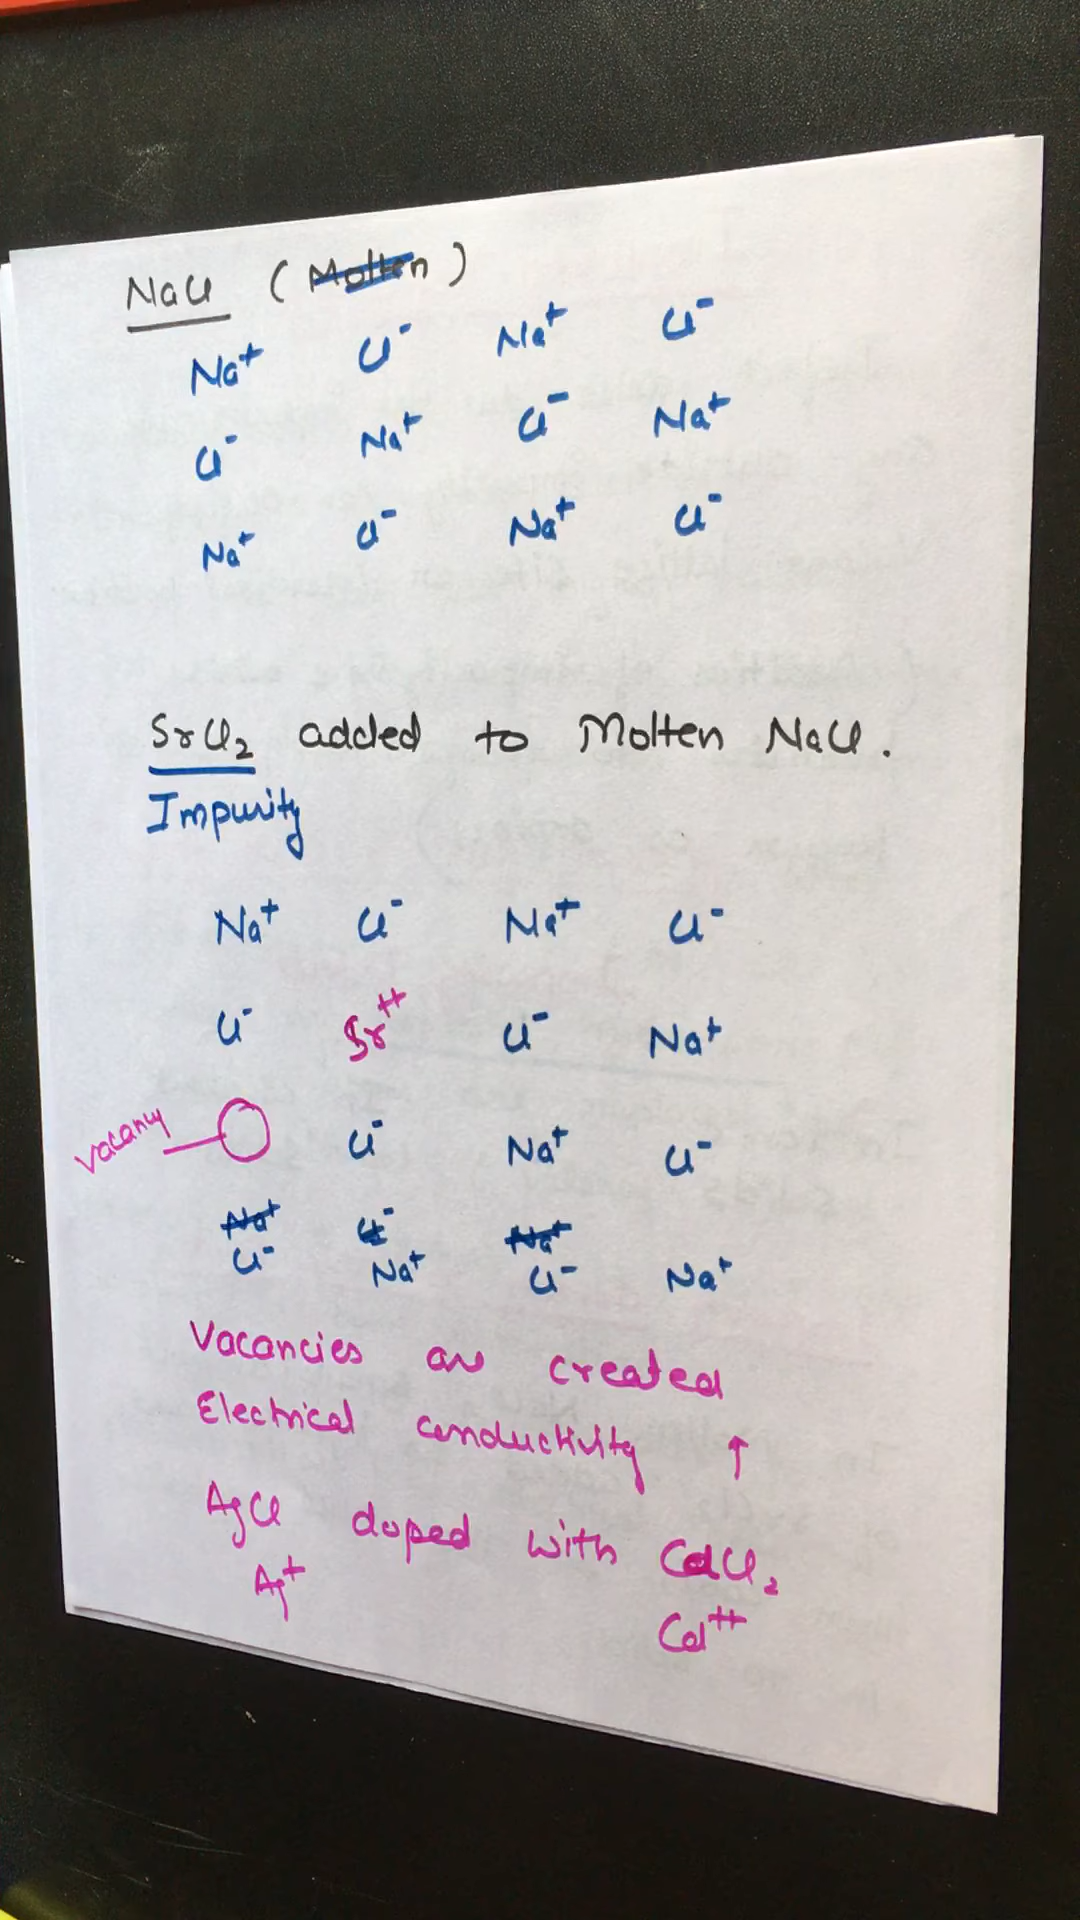 NaCl (Molten)
Na⁺ Cl⁻ Na⁺ Cl⁻
Cl⁻ Na⁺ Cl⁻ Na⁺
Na⁺ Cl⁻ Na⁺ Cl⁻
SrCl₂ added to Molten NaCl.
Impurity
Na⁺ Cl⁻ Na⁺ Cl⁻
Cl⁻ Sr⁺⁺ Cl⁻ Na⁺
Vacancy Cl⁻ Na⁺ Cl⁻
Na⁺ Cl⁻ Na⁺
Cl⁻ Na⁺ Cl⁻ Na⁺
Vacancies are created
Electrical conductivity ↑
AgCl doped with CdCl₂
Ag⁺ Cd⁺⁺